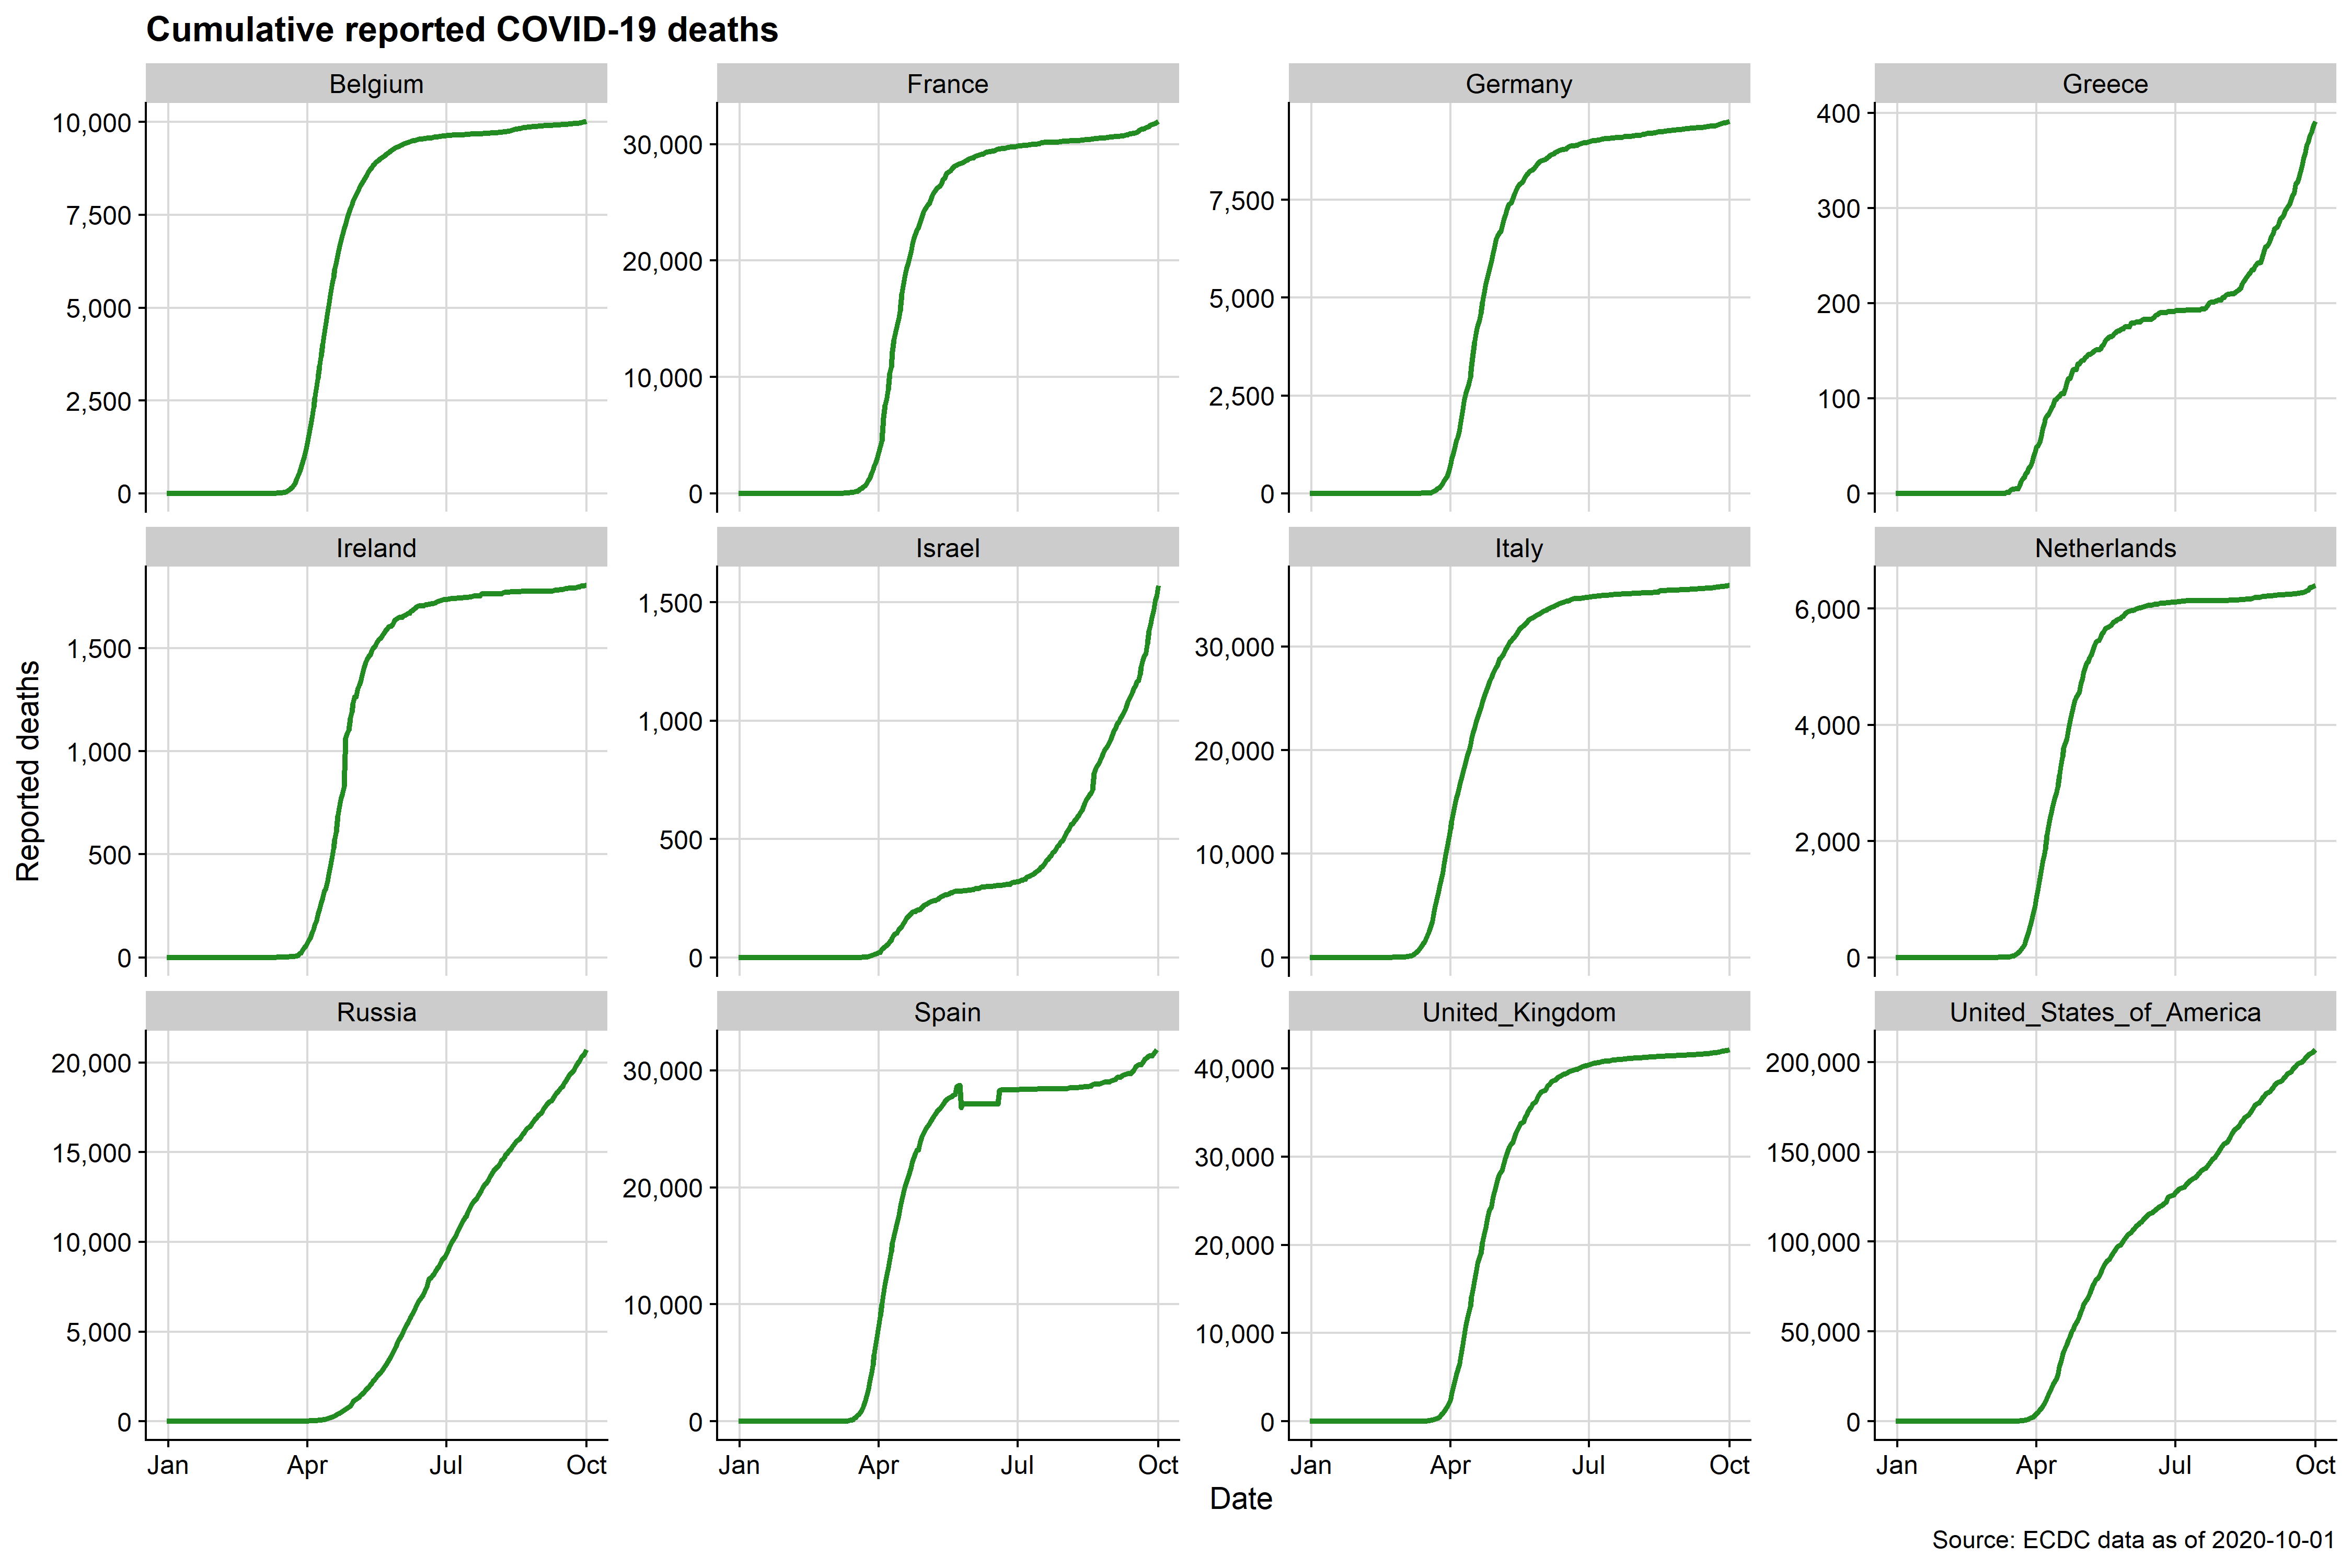 Cumulative reported COVID-19 deaths
Belgium
France
Germany
Greece
10,000
7,500
5,000
2,500
0
30,000
20,000
10,000
0
7,500
5,000
2,500
0
400
300
200
100
0
Ireland
Israel
Italy
Netherlands
Reported deaths
1,500
1,000
500
0
1,500
1,000
500
0
30,000
20,000
10,000
0
6,000
4,000
2,000
0
Russia
Spain
United_Kingdom
United_States_of_America
20,000
15,000
10,000
5,000
0
30,000
20,000
10,000
0
40,000
30,000
20,000
10,000
0
200,000
150,000
100,000
50,000
0
Jan Apr Jul Oct
Jan Apr Jul Oct
Jan Apr Jul Oct
Jan Apr Jul Oct
Date
Source: ECDC data as of 2020-10-01